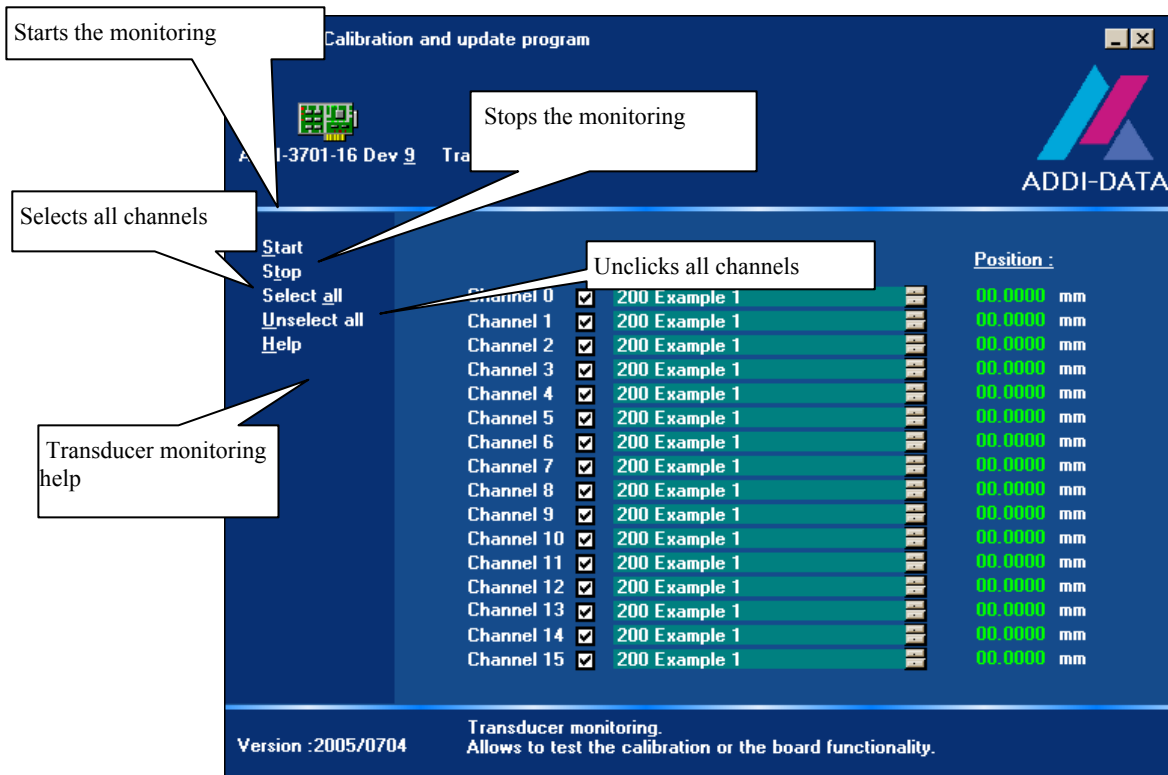 Starts the monitoring
Calibration and update program
Stops the monitoring
-3701-16 Dev 9
ADDI-DATA
Selects all channels
Start
Stop
Select all
Unselect all
Help
Unclicks all channels
Position :
Channel 0 200 Example 1 00.0000 mm
Channel 1 200 Example 1 00.0000 mm
Channel 2 200 Example 1 00.0000 mm
Channel 3 200 Example 1 00.0000 mm
Channel 4 200 Example 1 00.0000 mm
Channel 5 200 Example 1 00.0000 mm
Channel 6 200 Example 1 00.0000 mm
Channel 7 200 Example 1 00.0000 mm
Channel 8 200 Example 1 00.0000 mm
Channel 9 200 Example 1 00.0000 mm
Channel 10 200 Example 1 00.0000 mm
Channel 11 200 Example 1 00.0000 mm
Channel 12 200 Example 1 00.0000 mm
Channel 13 200 Example 1 00.0000 mm
Channel 14 200 Example 1 00.0000 mm
Channel 15 200 Example 1 00.0000 mm
Transducer monitoring
help
Version :2005/0704
Transducer monitoring.
Allows to test the calibration or the board functionality.